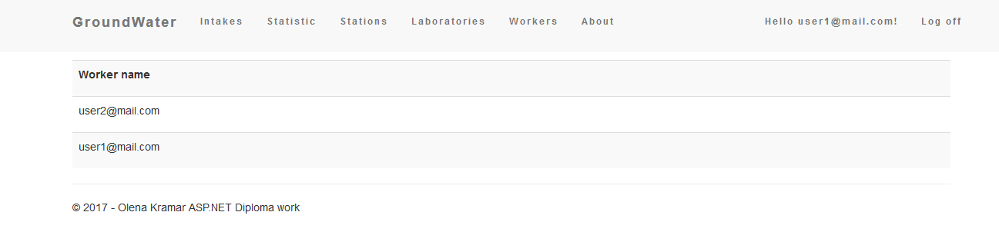 GroundWater Intakes Statistic Stations Laboratories Workers About Hello user1@mail.com! Log off
Worker name
user2@mail.com
user1@mail.com
© 2017 - Olena Kramar ASP.NET Diploma work